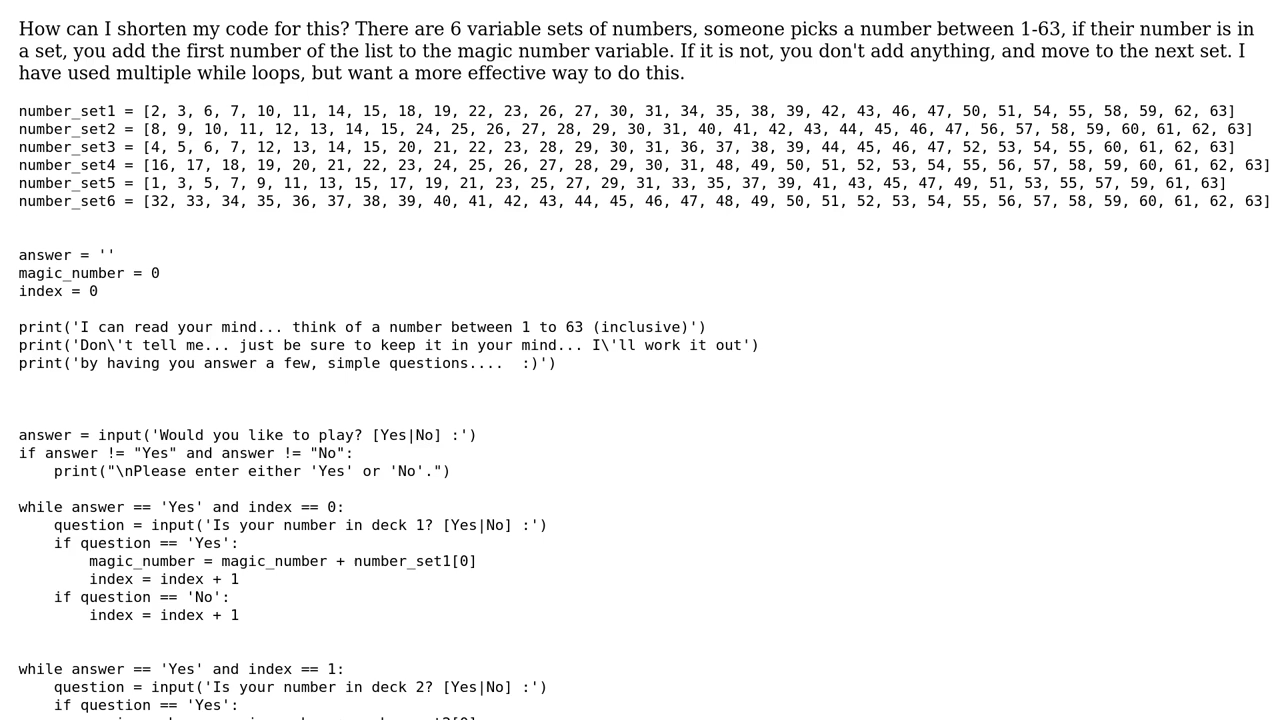 How can I shorten my code for this? There are 6 variable sets of numbers, someone picks a number between 1-63, if their number is in
a set, you add the first number of the list to the magic number variable. If it is not, you don't add anything, and move to the next set. I
have used multiple while loops, but want a more effective way to do this.
number_set1 = [2, 3, 6, 7, 10, 11, 14, 15, 18, 19, 22, 23, 26, 27, 30, 31, 34, 35, 38, 39, 42, 43, 46, 47, 50, 51, 54, 55, 58, 59, 62, 63]
number_set2 = [8, 9, 10, 11, 12, 13, 14, 15, 24, 25, 26, 27, 28, 29, 30, 31, 40, 41, 42, 43, 44, 45, 46, 47, 56, 57, 58, 59, 60, 61, 62, 63]
number_set3 = [4, 5, 6, 7, 12, 13, 14, 15, 20, 21, 22, 23, 28, 29, 30, 31, 36, 37, 38, 39, 44, 45, 46, 47, 52, 53, 54, 55, 60, 61, 62, 63]
number_set4 = [16, 17, 18, 19, 20, 21, 22, 23, 24, 25, 26, 27, 28, 29, 30, 31, 48, 49, 50, 51, 52, 53, 54, 55, 56, 57, 58, 59, 60, 61, 62, 63]
number_set5 = [1, 3, 5, 7, 9, 11, 13, 15, 17, 19, 21, 23, 25, 27, 29, 31, 33, 35, 37, 39, 41, 43, 45, 47, 49, 51, 53, 55, 57, 59, 61, 63]
number_set6 = [32, 33, 34, 35, 36, 37, 38, 39, 40, 41, 42, 43, 44, 45, 46, 47, 48, 49, 50, 51, 52, 53, 54, 55, 56, 57, 58, 59, 60, 61, 62, 63]
answer = ''
magic_number = 0
index = 0
print('I can read your mind... think of a number between 1 to 63 (inclusive)')
print('Don\'t tell me... just be sure to keep it in your mind... I\'ll work it out')
print('by having you answer a few, simple questions....  :)')
answer = input('Would you like to play? [Yes|No] :')
if answer != "Yes" and answer != "No":
    print("\nPlease enter either 'Yes' or 'No'.")
while answer == 'Yes' and index == 0:
    question = input('Is your number in deck 1? [Yes|No] :')
    if question == 'Yes':
        magic_number = magic_number + number_set1[0]
        index = index + 1
    if question == 'No':
        index = index + 1
while answer == 'Yes' and index == 1:
    question = input('Is your number in deck 2? [Yes|No] :')
    if question == 'Yes':